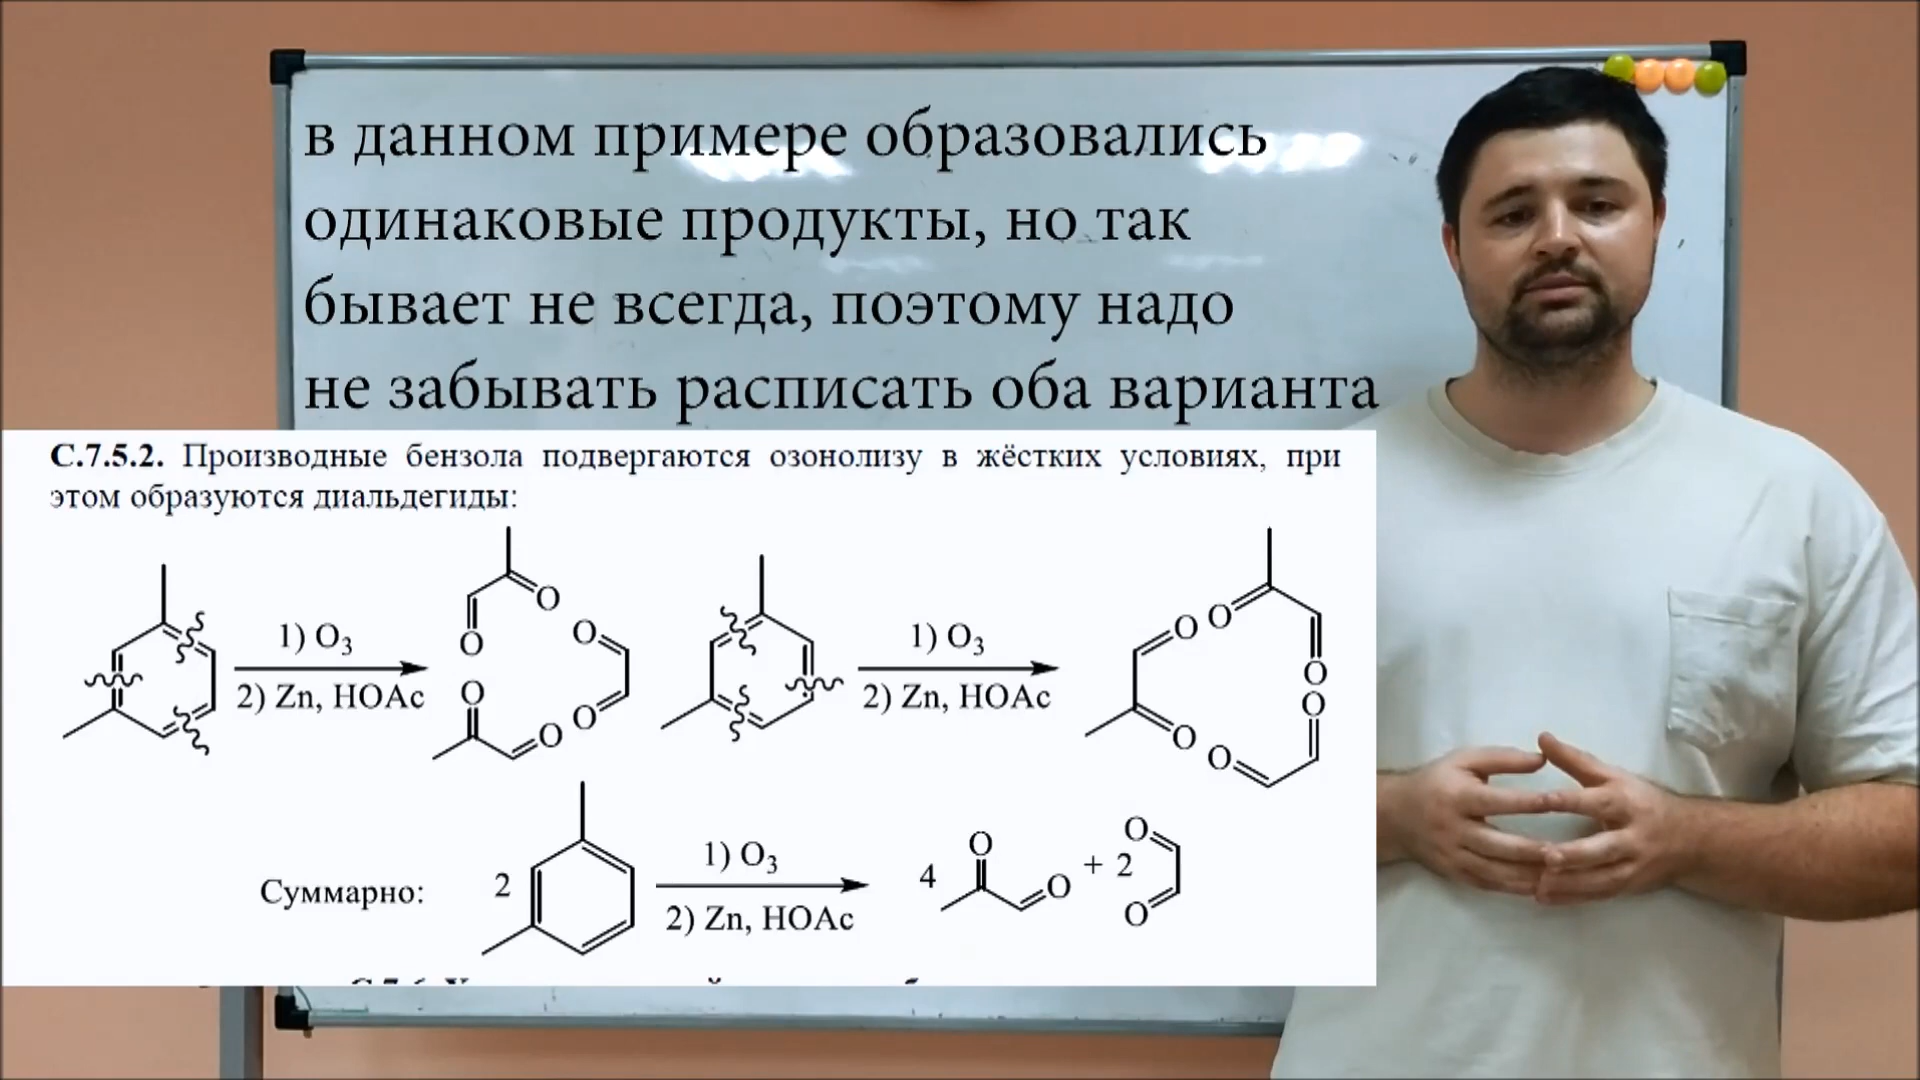 в данном примере образовались
одинаковые продукты, но так
бывает не всегда, поэтому надо
не забывать расписать оба варианта
С.7.5.2. Производные бензола подвергаются озонолизу в жёстких условиях, при
этом образуются диальдегиды:
1) O3
2) Zn, HOAc
O
O
O
O
O
O
1) O3
2) Zn, HOAc
O
O
O
O
O
O
Суммарно: 2
1) O3
2) Zn, HOAc
4
O
O
+ 2
O
O